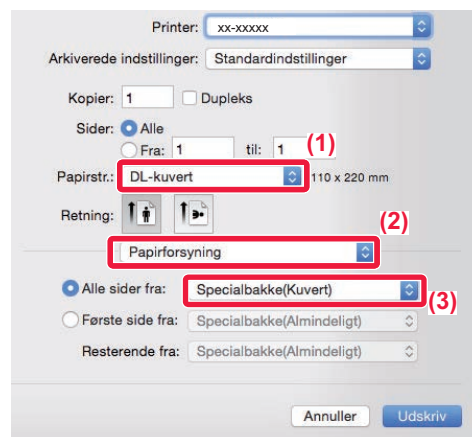 Printer: xx-xxxxx
Arkiverede indstillinger: Standardindstillinger
Kopier: 1 Dupleks
Sider: Alle
Fra: 1 til: 1 (1)
Papirstr.: DL-kuvert 110 x 220 mm
Retning:
(2)
Papirforsyning
Alle sider fra: Specialbakke(Kuvert)
(3)
Første side fra: Specialbakke(Almindeligt)
Resterende fra: Specialbakke(Almindeligt)
Annuller Udskriv